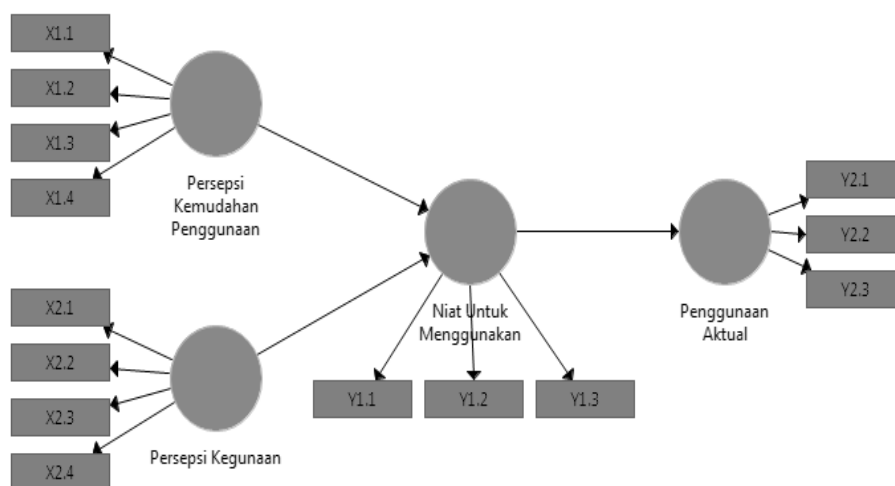 X1.1
X1.2
X1.3
X1.4
Persepsi
Kemudahan
Penggunaan
X2.1
X2.2
X2.3
X2.4
Persepsi Kegunaan
Niat Untuk
Menggunakan
Y1.1
Y1.2
Y1.3
Penggunaan
Aktual
Y2.1
Y2.2
Y2.3